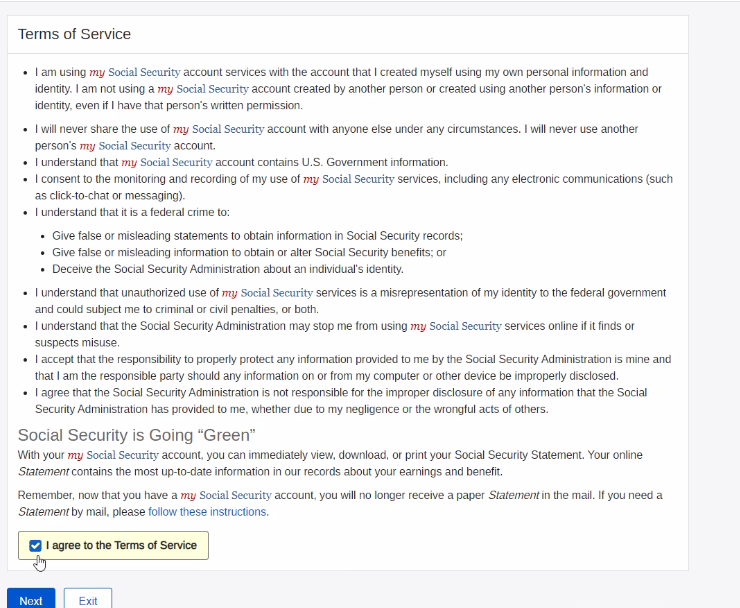 Terms of Service
• I am using my Social Security account services with the account that I created myself using my own personal information and
identity. I am not using a my Social Security account created by another person or created using another person's information or
identity, even if I have that person's written permission.
• I will never share the use of my Social Security account with anyone else under any circumstances. I will never use another
person's my Social Security account.
• I understand that my Social Security account contains U.S. Government information.
• I consent to the monitoring and recording of my use of my Social Security services, including any electronic communications (such
as click-to-chat or messaging).
• I understand that it is a federal crime to:
• Give false or misleading statements to obtain information in Social Security records;
• Give false or misleading information to obtain or alter Social Security benefits; or
• Deceive the Social Security Administration about an individual's identity.
• I understand that unauthorized use of my Social Security services is a misrepresentation of my identity to the federal government
and could subject me to criminal or civil penalties, or both.
• I understand that the Social Security Administration may stop me from using my Social Security services online if it finds or
suspects misuse.
• I accept that the responsibility to properly protect any information provided to me by the Social Security Administration is mine and
that I am the responsible party should any information on or from my computer or other device be improperly disclosed.
• I agree that the Social Security Administration is not responsible for the improper disclosure of any information that the Social
Security Administration has provided to me, whether due to my negligence or the wrongful acts of others.
Social Security is Going “Green”
With your my Social Security account, you can immediately view, download, or print your Social Security Statement. Your online
Statement contains the most up-to-date information in our records about your earnings and benefit.
Remember, now that you have a my Social Security account, you will no longer receive a paper Statement in the mail. If you need a
Statement by mail, please follow these instructions.
I agree to the Terms of Service
Next Exit